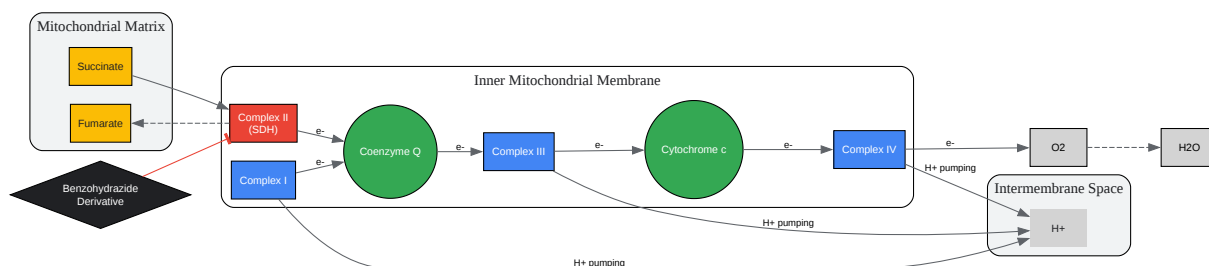 Mitochondrial Matrix
Succinate
Fumarate
Benzohydrazide
Derivative
Inner Mitochondrial Membrane
Complex II
(SDH)
e-
Complex I
e-
Coenzyme Q
e-
Complex III
e-
Cytochrome c
e-
Complex IV
e-
O2
H2O
H+ pumping
Intermembrane Space
H+
H+ pumping
H+ pumping